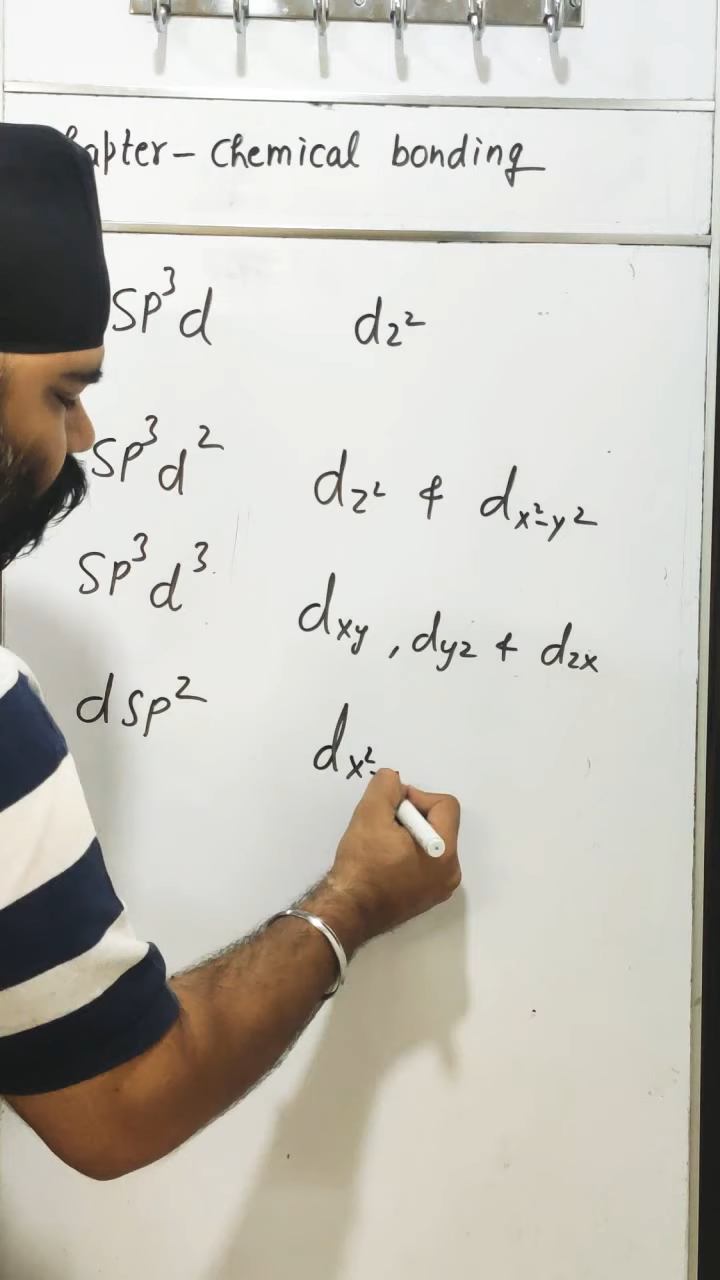 apter - Chemical bonding
sp³d dz²
sp³d² dz² & dx²-y²
sp³d³ dxy, dyz & dzx
dsp² dx²-